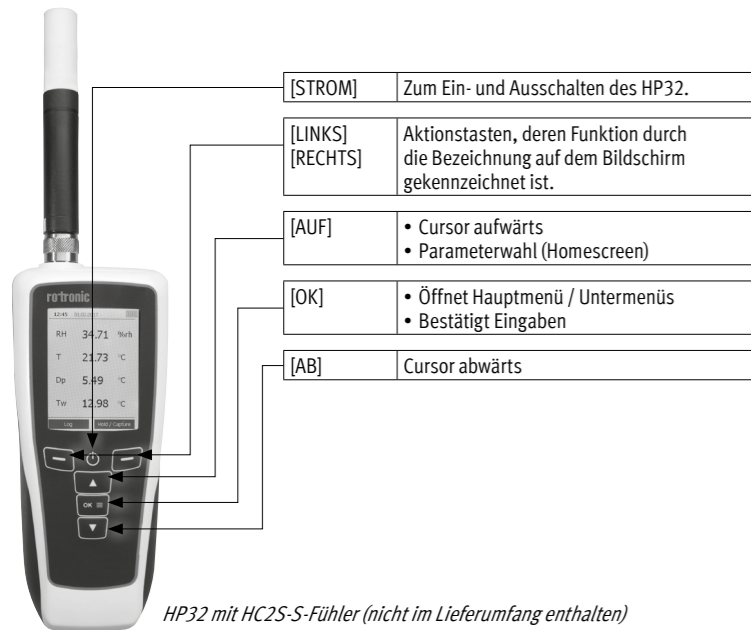 [STROM] Zum Ein- und Ausschalten des HP32.
[LINKS] Aktionstasten, deren Funktion durch
[RECHTS] die Bezeichnung auf dem Bildschirm
gekennzeichnet ist.
[AUF] • Cursor aufwärts
• Parameterwahl (Homescreen)
[OK] • Öffnet Hauptmenü / Untermenüs
• Bestätigt Eingaben
[AB] Cursor abwärts
rotronic
12:45 01.02.2017
RH 34.71 %rh
T 21.73 °C
Dp 5.49 °C
Tw 12.98 °C
Log Hold / Capture
OK
HP32 mit HC2S-S-Fühler (nicht im Lieferumfang enthalten)